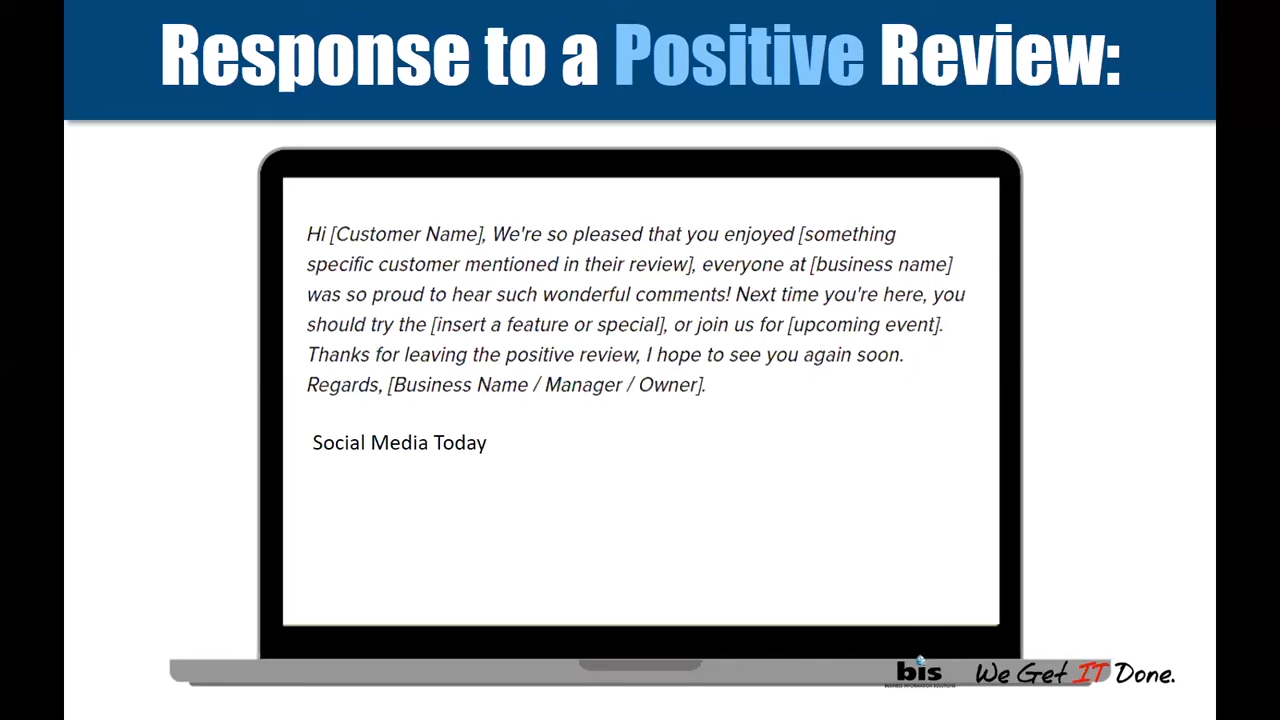 Response to a Positive Review:
Hi [Customer Name], We're so pleased that you enjoyed [something
specific customer mentioned in their review], everyone at [business name]
was so proud to hear such wonderful comments! Next time you're here, you
should try the [insert a feature or special], or join us for [upcoming event].
Thanks for leaving the positive review, I hope to see you again soon.
Regards, [Business Name / Manager / Owner].
Social Media Today
bis We Get IT Done.
BUSINESS INFORMATION SOLUTIONS